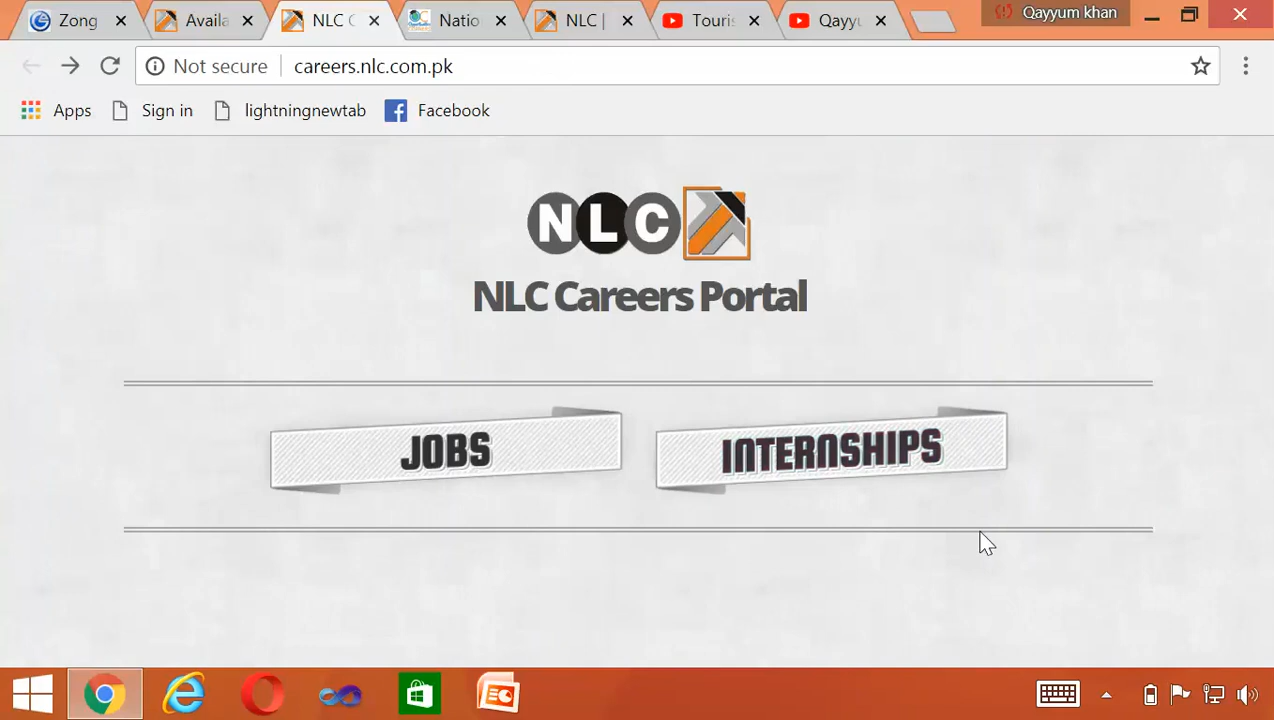 Zong
Availa
NLC C
Natio
NLC |
Touris
Qayyu
Qayyum khan
Not secure
careers.nlc.com.pk
Apps
Sign in
lightningnewtab
Facebook
NLC
NLC Careers Portal
JOBS
INTERNSHIPS